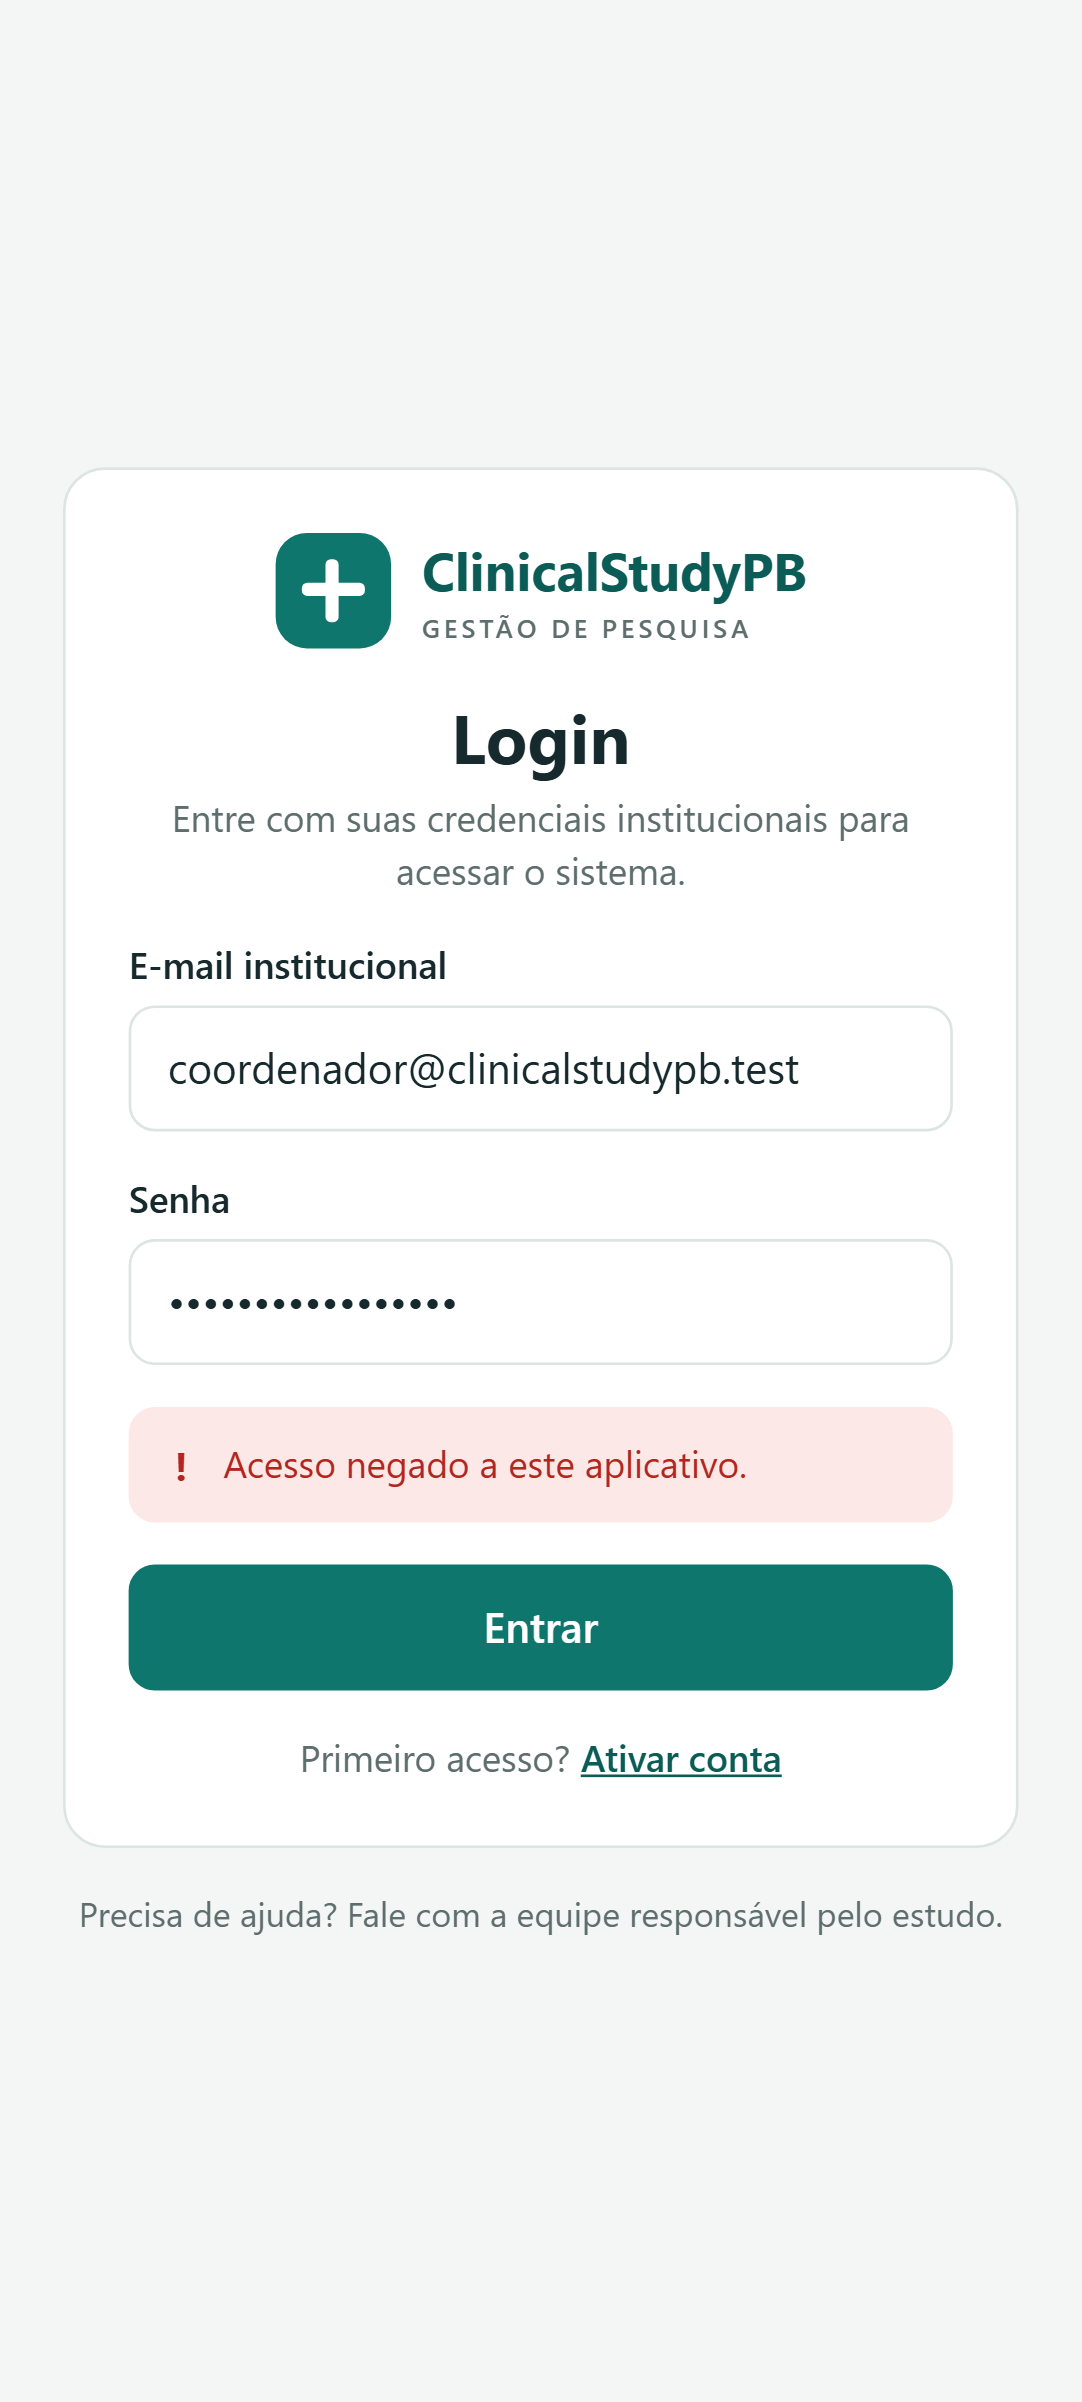 ClinicalStudyPB
GESTÃO DE PESQUISA
Login
Entre com suas credenciais institucionais para
acessar o sistema.
E-mail institucional
coordenador@clinicalstudypb.test
Senha
•••••••••••••••••
! Acesso negado a este aplicativo.
Entrar
Primeiro acesso? Ativar conta
Precisa de ajuda? Fale com a equipe responsável pelo estudo.